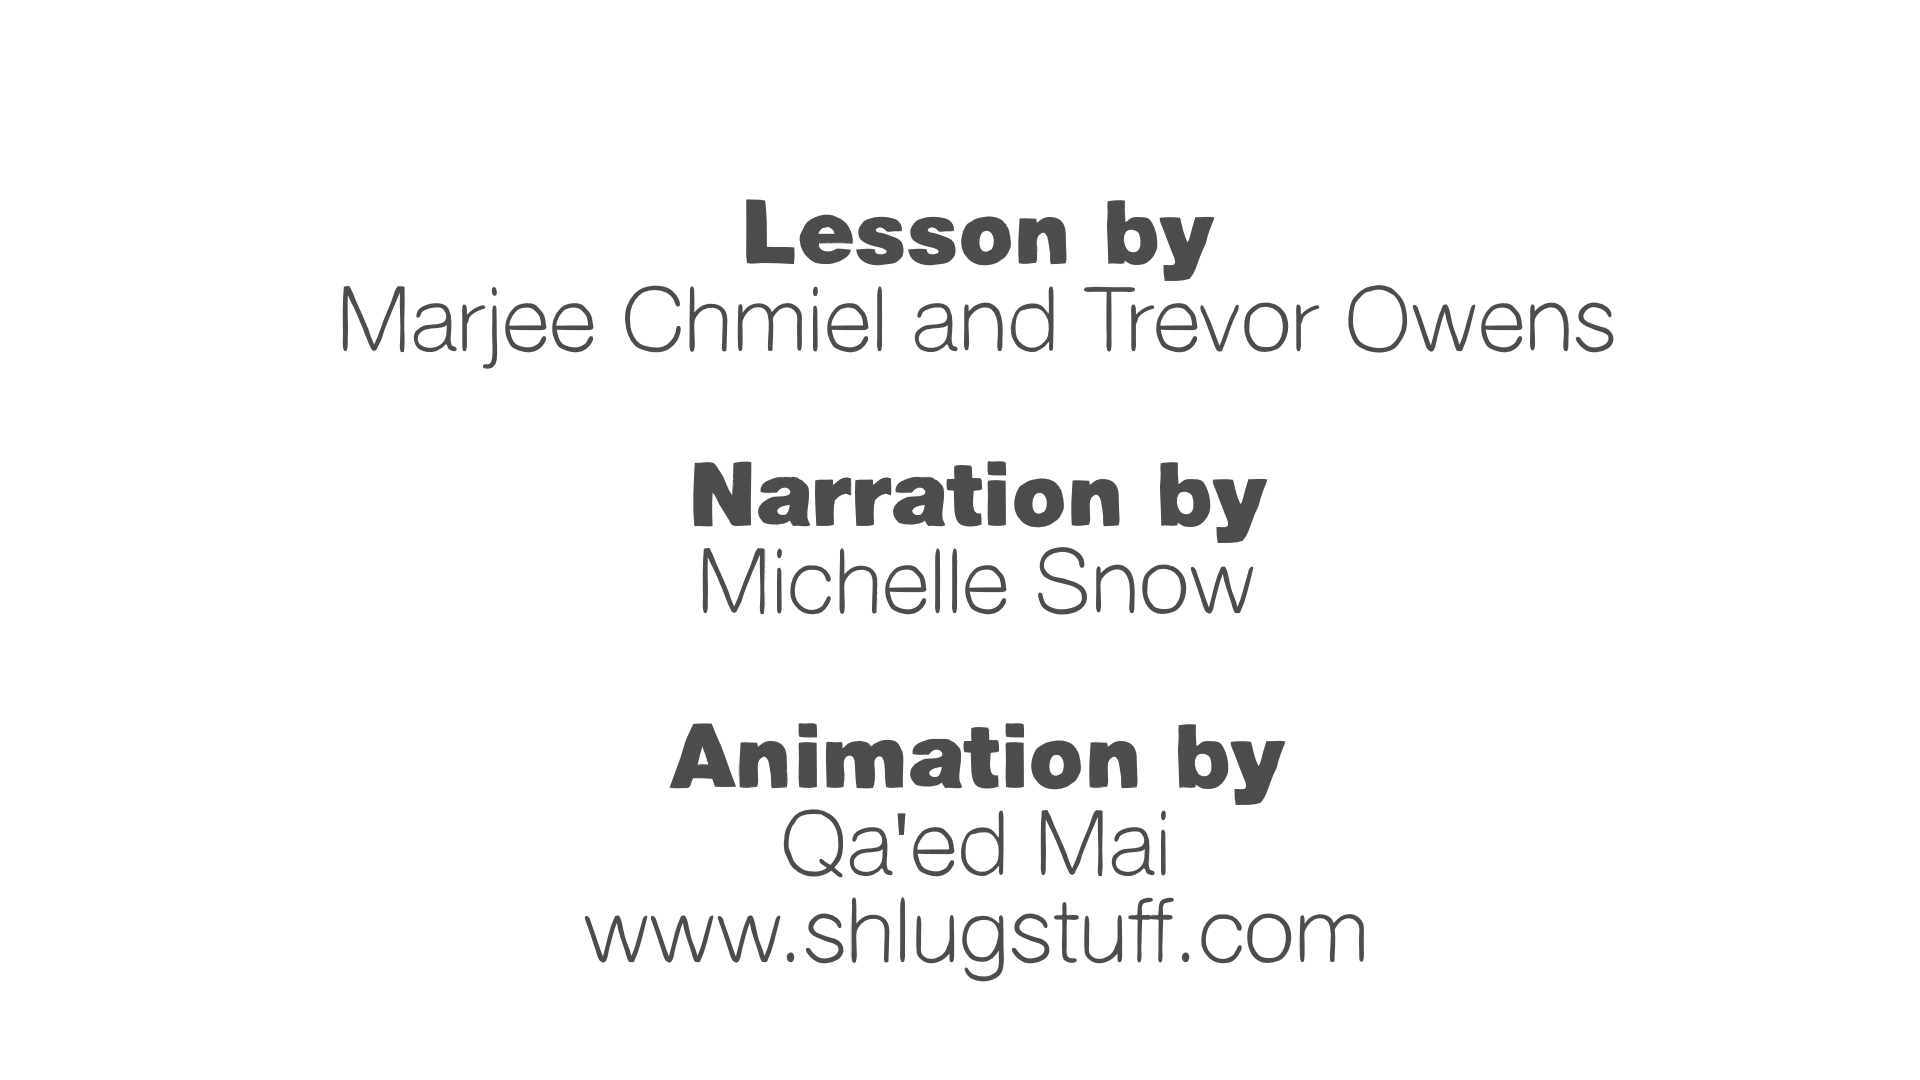 Lesson by
Marjee Chmiel and Trevor Owens
Narration by
Michelle Snow
Animation by
Qa'ed Mai
www.shlugstuff.com